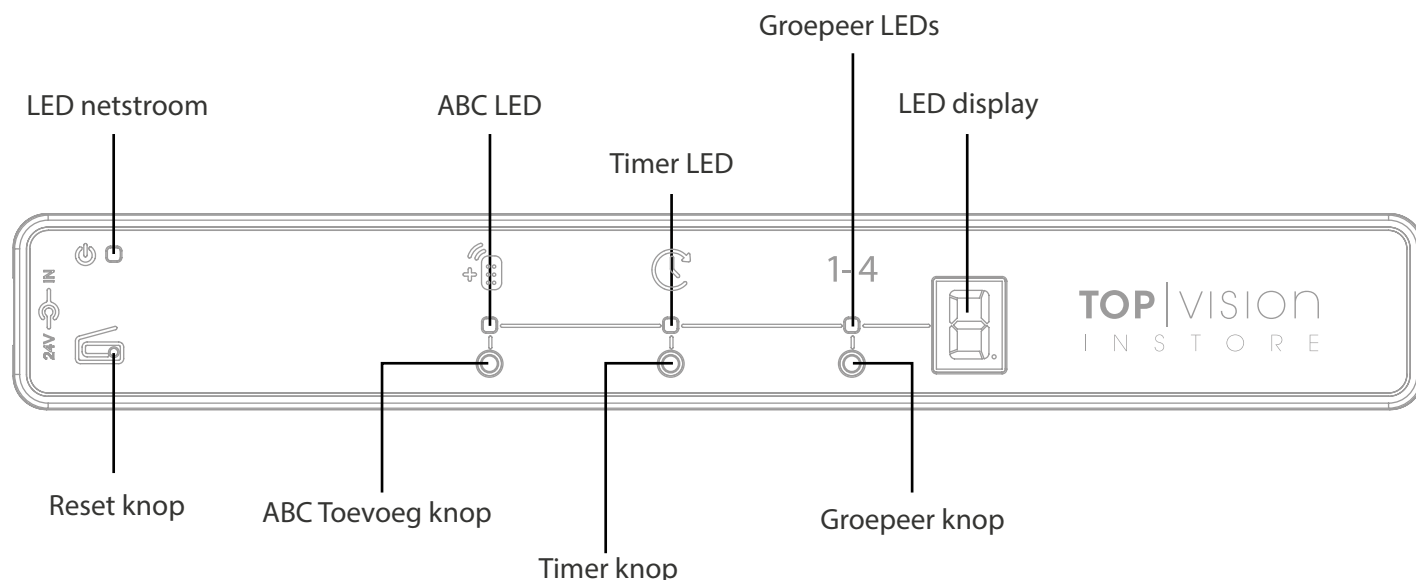 Groepeer LEDs
LED netstroom
ABC LED
LED display
Timer LED
24V IN
1-4
TOP|VISION
INSTORE
Reset knop
ABC Toevoeg knop
Groepeer knop
Timer knop